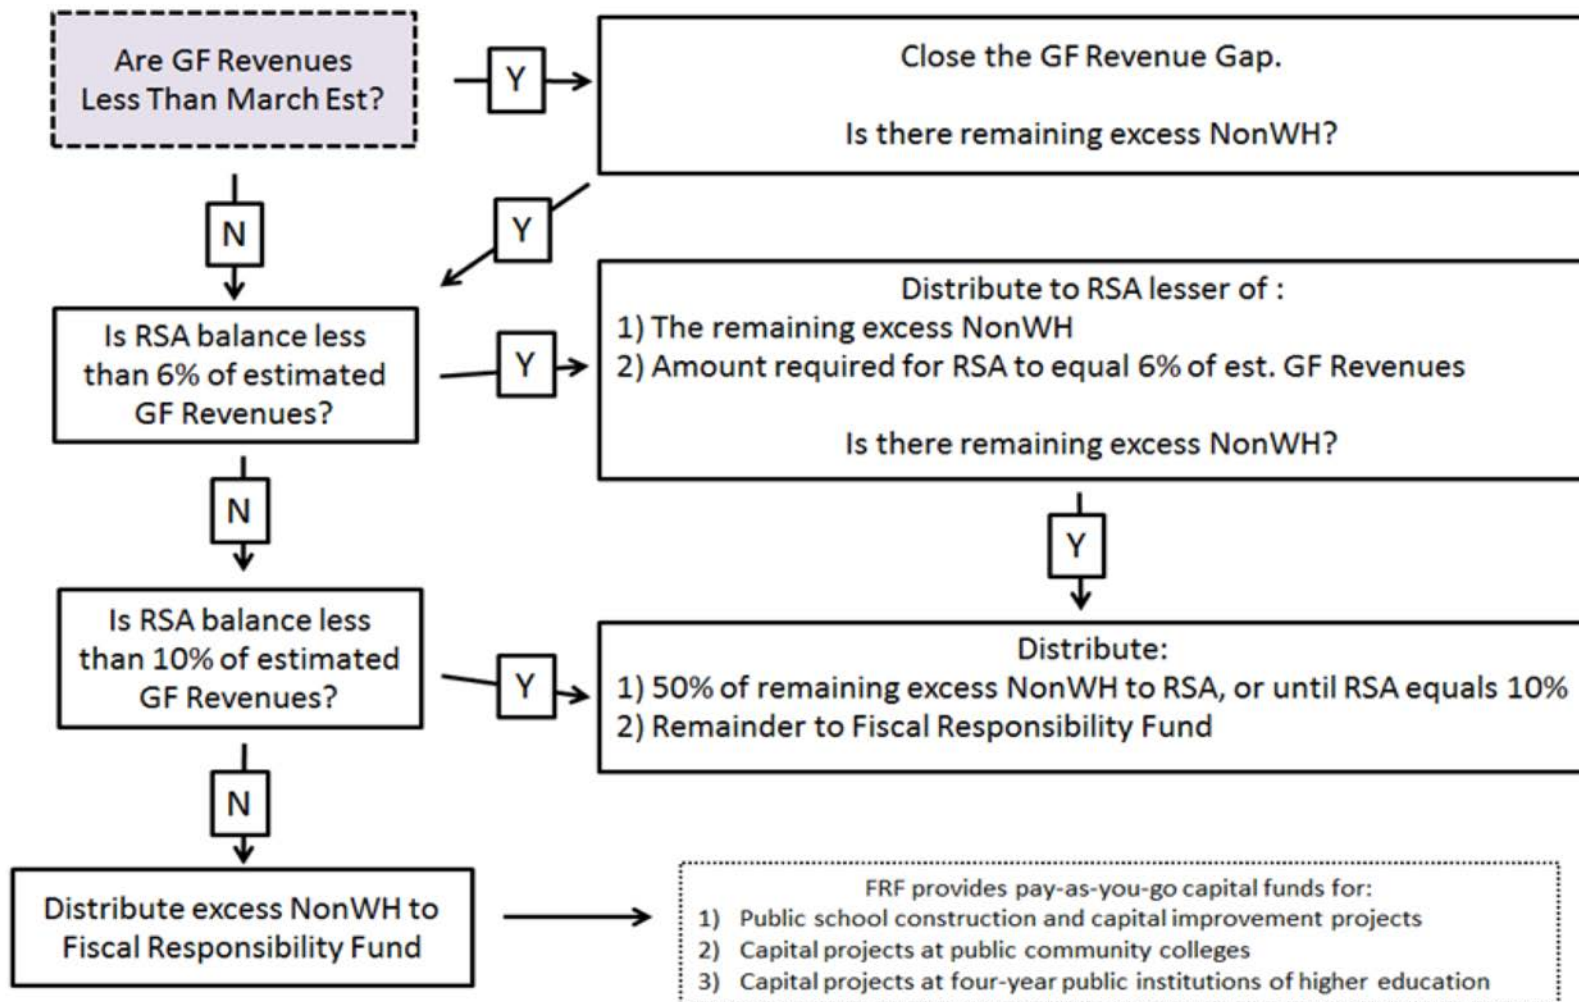 Are GF Revenues
Less Than March Est?
Y
Close the GF Revenue Gap.
Is there remaining excess NonWH?
N
Y
Is RSA balance less
than 6% of estimated
GF Revenues?
Y
Distribute to RSA lesser of :
1) The remaining excess NonWH
2) Amount required for RSA to equal 6% of est. GF Revenues
Is there remaining excess NonWH?
N
Y
Is RSA balance less
than 10% of estimated
GF Revenues?
Y
Distribute:
1) 50% of remaining excess NonWH to RSA, or until RSA equals 10%
2) Remainder to Fiscal Responsibility Fund
N
Distribute excess NonWH to
Fiscal Responsibility Fund
FRF provides pay-as-you-go capital funds for:
1) Public school construction and capital improvement projects
2) Capital projects at public community colleges
3) Capital projects at four-year public institutions of higher education